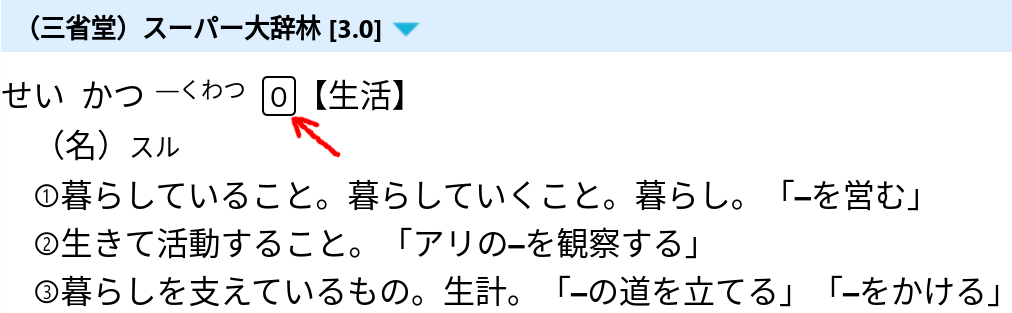 （三省堂）スーパー大辞林 [3.0]
せい かつ ―くわつ 0【生活】
（名）スル
①暮らしていること。暮らしていくこと。暮らし。「―を営む」
②生きて活動すること。「アリの―を観察する」
③暮らしを支えているもの。生計。「―の道を立てる」「―をかける」